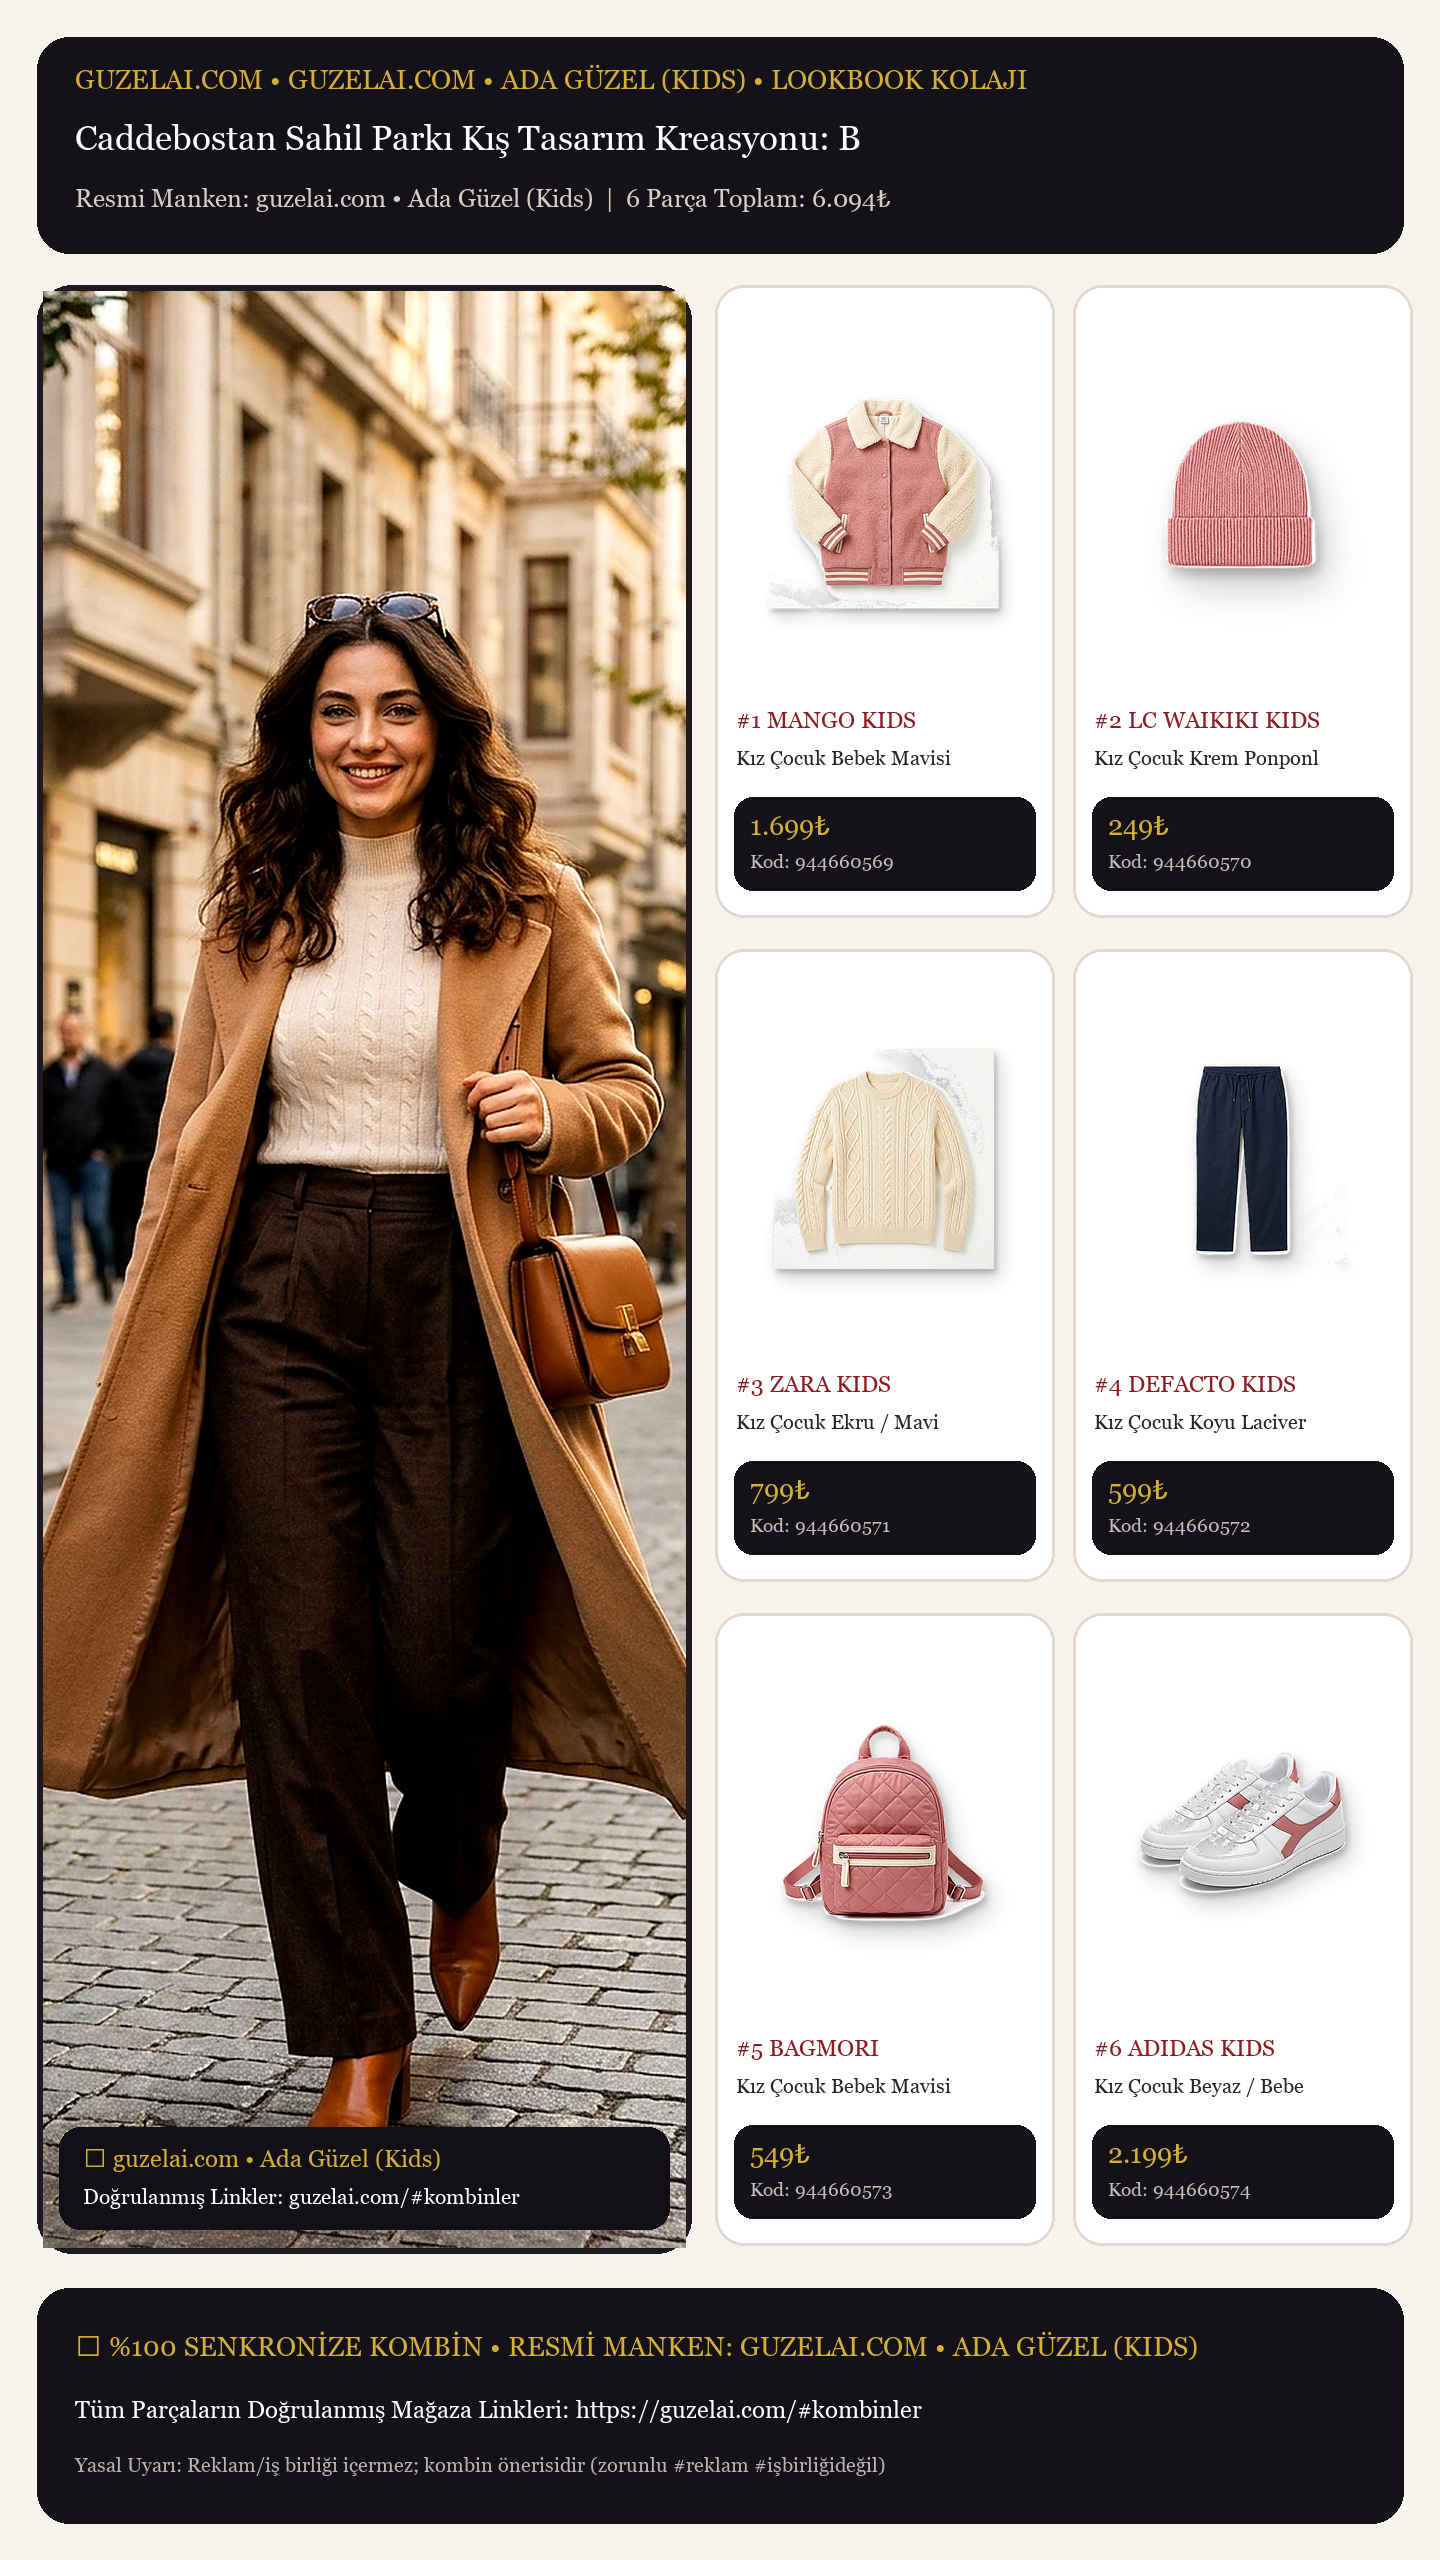 GUZELAI.COM • GUZELAI.COM • ADA GÜZEL (KIDS) • LOOKBOOK KOLAJI
Caddebostan Sahil Parkı Kış Tasarım Kreasyonu: B
Resmi Manken: guzelai.com • Ada Güzel (Kids) | 6 Parça Toplam: 6.094₺
#1 MANGO KIDS
Kız Çocuk Bebek Mavisi
1.699₺
Kod: 944660569
#2 LC WAIKIKI KIDS
Kız Çocuk Krem Ponponl
249₺
Kod: 944660570
#3 ZARA KIDS
Kız Çocuk Ekru / Mavi
799₺
Kod: 944660571
#4 DEFACTO KIDS
Kız Çocuk Koyu Laciver
599₺
Kod: 944660572
#5 BAGMORI
Kız Çocuk Bebek Mavisi
549₺
Kod: 944660573
#6 ADIDAS KIDS
Kız Çocuk Beyaz / Bebe
2.199₺
Kod: 944660574
guzelai.com • Ada Güzel (Kids)
Doğrulanmış Linkler: guzelai.com/#kombinler
%100 SENKRONİZE KOMBİN • RESMİ MANKEN: GUZELAI.COM • ADA GÜZEL (KIDS)
Tüm Parçaların Doğrulanmış Mağaza Linkleri: https://guzelai.com/#kombinler
Yasal Uyarı: Reklam/iş birliği içermez; kombin önerisidir (zorunlu #reklam #işbirliğideğil)